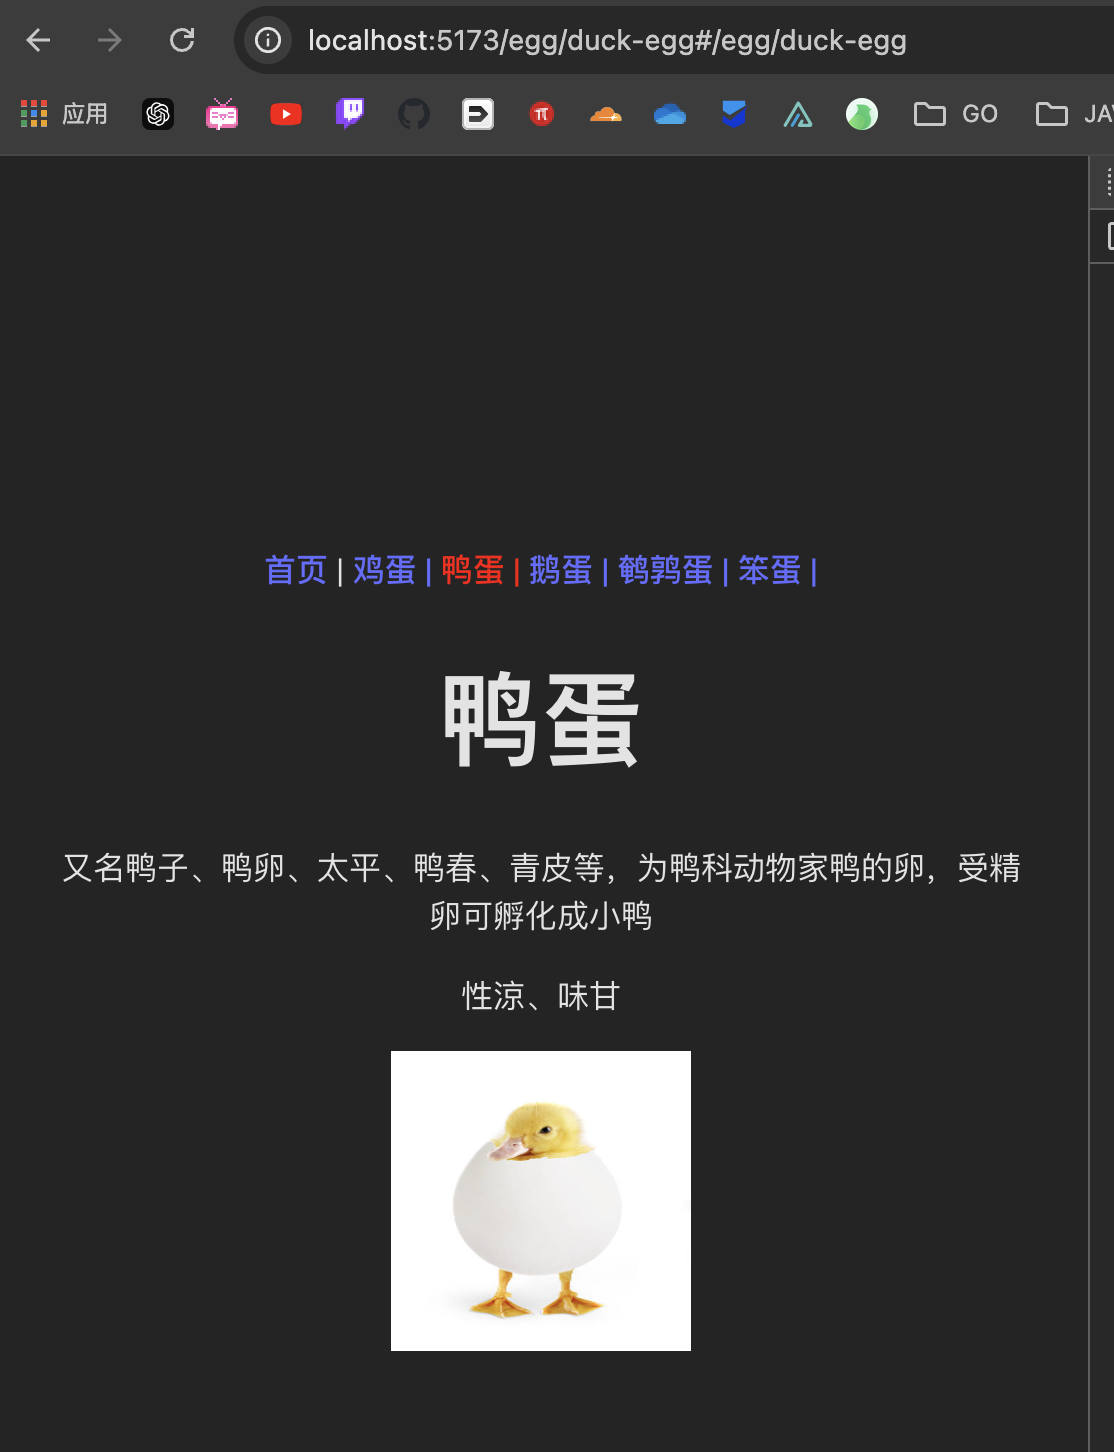 localhost:5173/egg/duck-egg#/egg/duck-egg
应用 GO JAV
首页 | 鸡蛋 | 鸭蛋 | 鹅蛋 | 鹌鹑蛋 | 笨蛋 |
鸭蛋
又名鸭子、鸭卵、太平、鸭春、青皮等，为鸭科动物家鸭的卵，受精
卵可孵化成小鸭
性凉、味甘